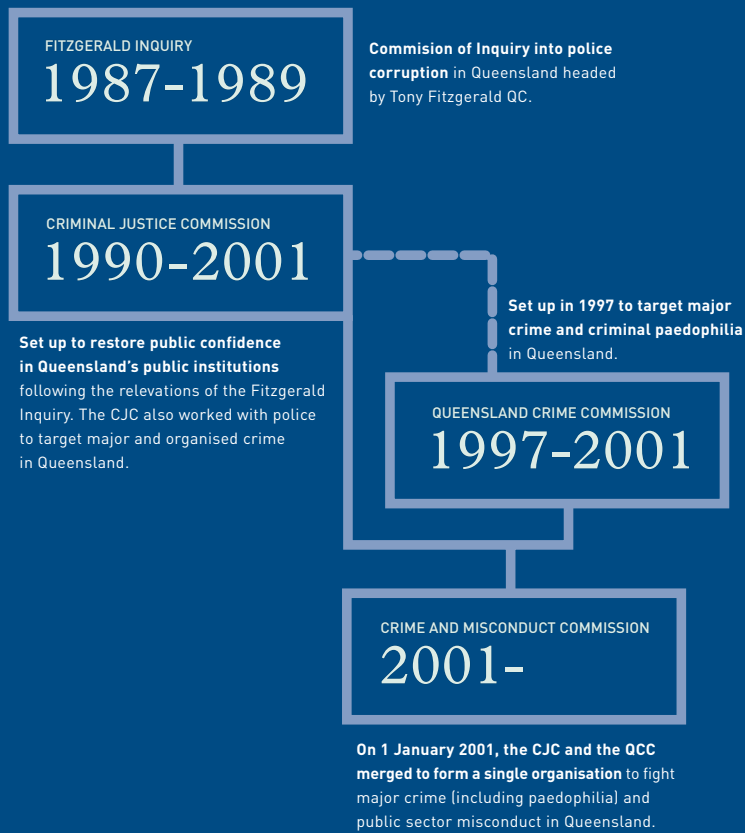 FITZGERALD INQUIRY
1987-1989
Commision of Inquiry into police
corruption in Queensland headed
by Tony Fitzgerald QC.
CRIMINAL JUSTICE COMMISSION
1990-2001
Set up to restore public confidence
in Queensland's public institutions
following the relevations of the Fitzgerald
Inquiry. The CJC also worked with police
to target major and organised crime
in Queensland.
Set up in 1997 to target major
crime and criminal paedophilia
in Queensland.
QUEENSLAND CRIME COMMISSION
1997-2001
CRIME AND MISCONDUCT COMMISSION
2001-
On 1 January 2001, the CJC and the QCC
merged to form a single organisation to fight
major crime (including paedophilia) and
public sector misconduct in Queensland.